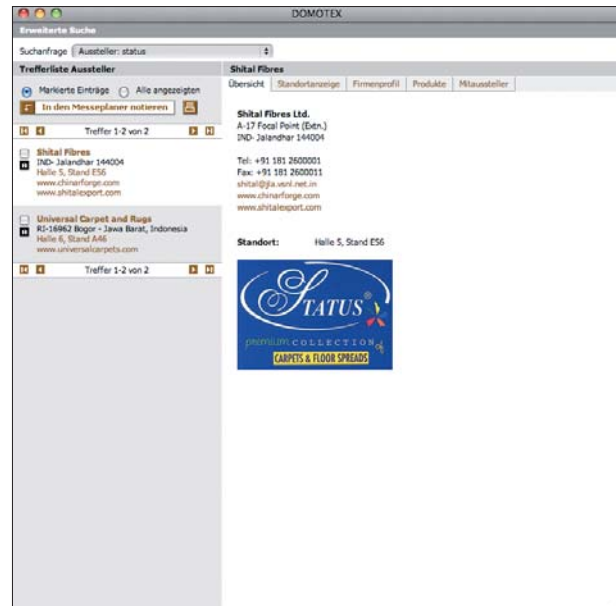 DOMOTEX
Erweiterte Suche
Suchanfrage Aussteller: status
Trefferliste Aussteller
Markierte Einträge Alle angezeigten
In den Messeplaner notieren
Treffer 1-2 von 2
Shital Fibres
IND- Jalandhar 144004
Halle 5, Stand E56
www.chinarforge.com
www.shitalexport.com
Universal Carpet and Rugs
RI-16962 Bogor - Jawa Barat, Indonesia
Halle 6, Stand A46
www.universalcarpets.com
Treffer 1-2 von 2
Shital Fibres
Übersicht Standortanzeige Firmenprofil Produkte Mitaussteller
Shital Fibres Ltd.
A-17 Focal Point (Extn.)
IND- Jalandhar 144004
Tel: +91 181 2600001
Fax: +91 181 2600011
shital@jla.vsnl.net.in
www.chinarforge.com
www.shitalexport.com
Standort: Halle 5, Stand E56
STATUS®
premium COLLECTION of
CARPETS & FLOOR SPREADS